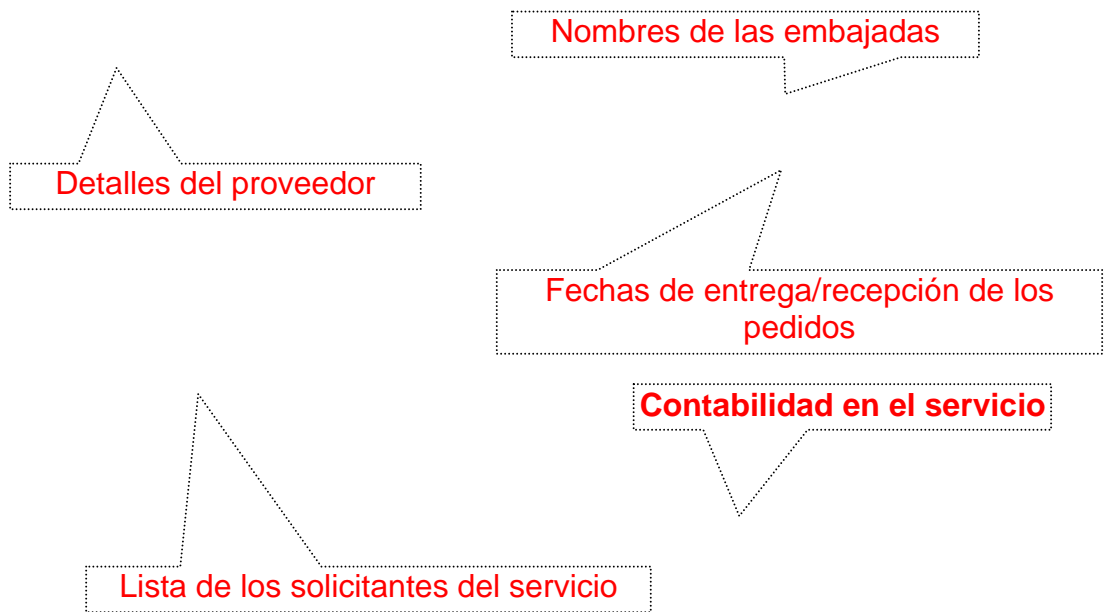 Nombres de las embajadas
Detalles del proveedor
Fechas de entrega/recepción de los
pedidos
Contabilidad en el servicio
Lista de los solicitantes del servicio